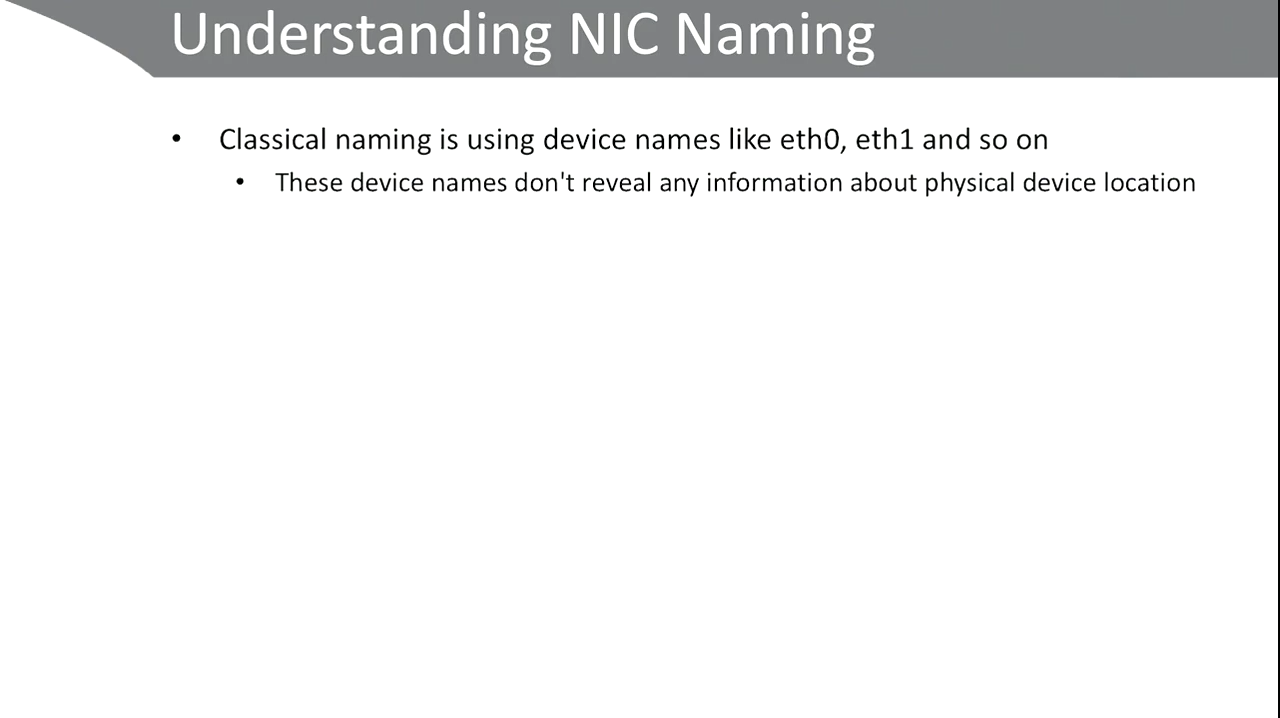 Understanding NIC Naming
• Classical naming is using device names like eth0, eth1 and so on
• These device names don't reveal any information about physical device location